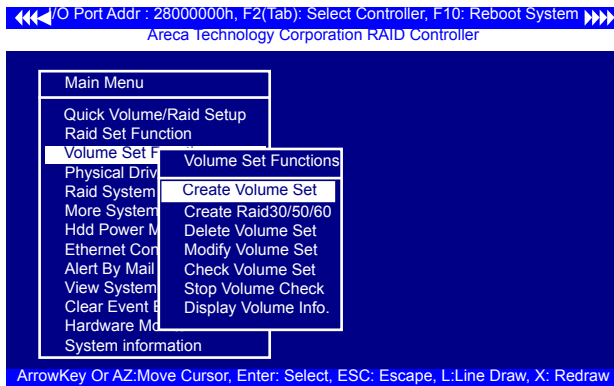 /O Port Addr : 28000000h, F2(Tab): Select Controller, F10: Reboot System
Areca Technology Corporation RAID Controller
Main Menu
Quick Volume/Raid Setup
Raid Set Function
Volume Set F
Physical Driv
Raid System
More System
Hdd Power M
Ethernet Con
Alert By Mail
View System
Clear Event B
Hardware Mo
System information
Volume Set Functions
Create Volume Set
Create Raid30/50/60
Delete Volume Set
Modify Volume Set
Check Volume Set
Stop Volume Check
Display Volume Info.
ArrowKey Or AZ:Move Cursor, Enter: Select, ESC: Escape, L:Line Draw, X: Redraw